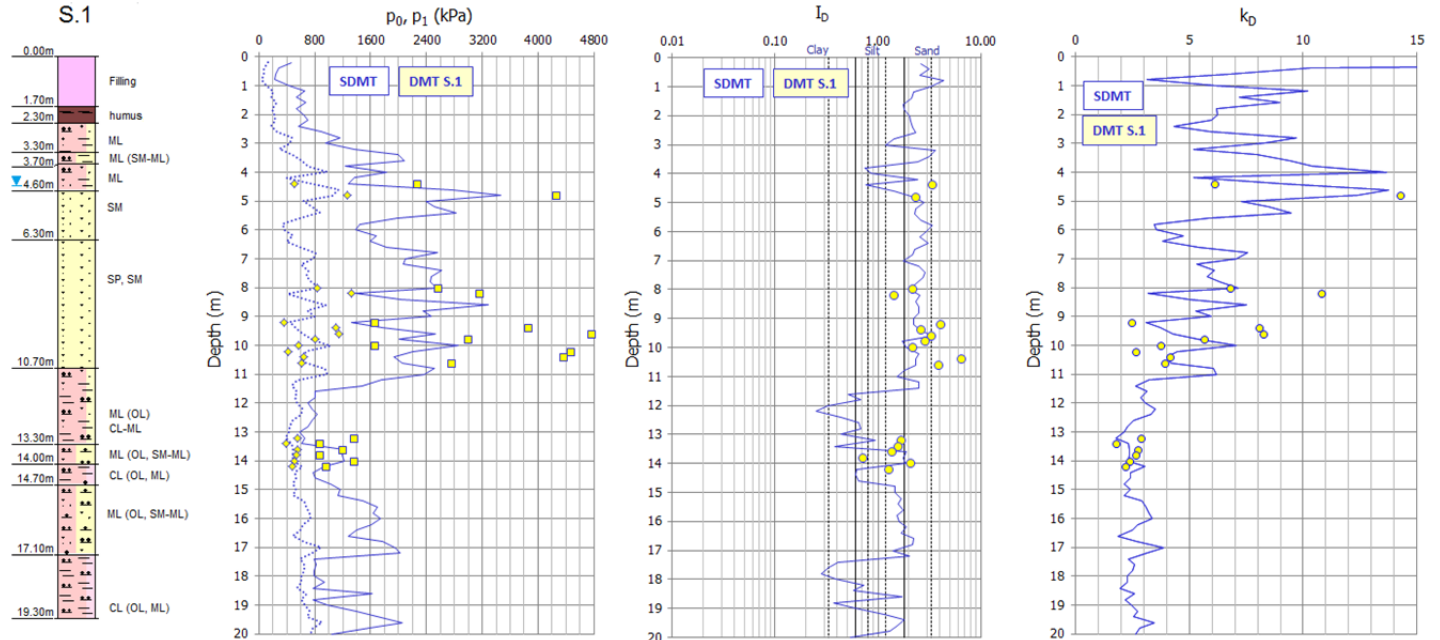 S.1
0.00m
Filling
1.70m
humus
2.30m
ML
3.30m
ML (SM-ML)
3.70m
ML
4.60m
SM
6.30m
SP, SM
10.70m
ML (OL)
CL-ML
13.30m
ML (OL, SM-ML)
14.00m
CL (OL, ML)
14.70m
ML (OL, SM-ML)
17.10m
CL (OL, ML)
19.30m
p0, p1 (kPa)
0 800 1600 2400 3200 4000 4800
SDMT DMT S.1
Depth (m)
0
1
2
3
4
5
6
7
8
9
10
11
12
13
14
15
16
17
18
19
20
ID
0.01 0.10 1.00 10.00
Clay Silt Sand
SDMT DMT S.1
Depth (m)
0
1
2
3
4
5
6
7
8
9
10
11
12
13
14
15
16
17
18
19
20
kD
0 5 10 15
SDMT
DMT S.1
Depth (m)
0
1
2
3
4
5
6
7
8
9
10
11
12
13
14
15
16
17
18
19
20